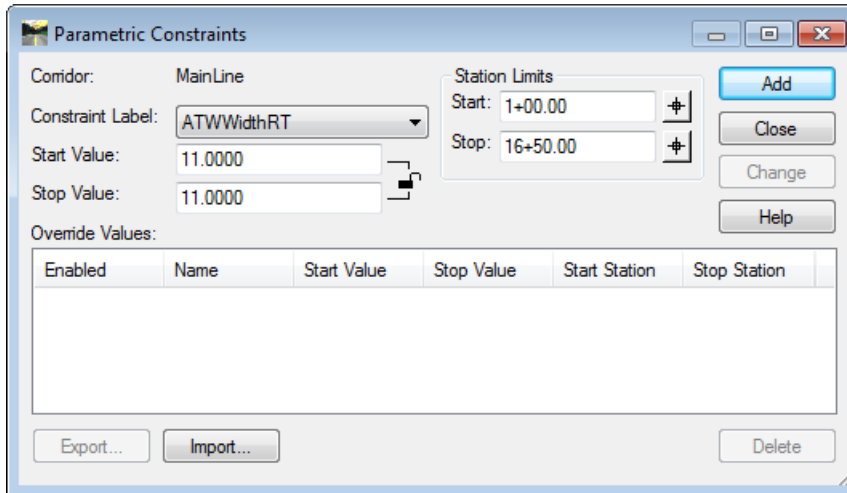 Parametric Constraints
Corridor: MainLine
Constraint Label: ATWWidthRT
Start Value: 11.0000
Stop Value: 11.0000
Station Limits
Start: 1+00.00
Stop: 16+50.00
Add
Close
Change
Help
Override Values:
Enabled Name Start Value Stop Value Start Station Stop Station
Export... Import... Delete